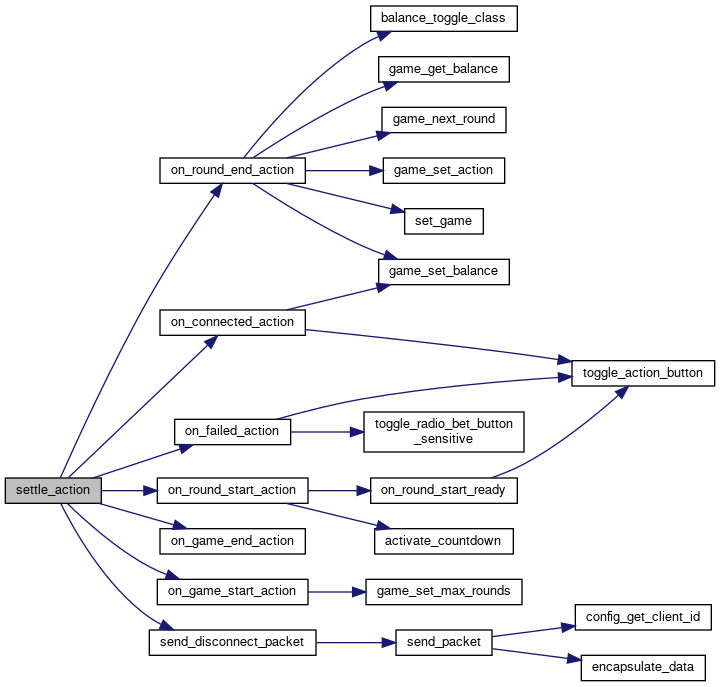 balance_toggle_class
game_get_balance
game_next_round
on_round_end_action
game_set_action
set_game
game_set_balance
on_connected_action
toggle_action_button
on_failed_action
toggle_radio_bet_button
_sensitive
settle_action
on_round_start_action
on_round_start_ready
on_game_end_action
activate_countdown
on_game_start_action
game_set_max_rounds
config_get_client_id
send_disconnect_packet
send_packet
encapsulate_data